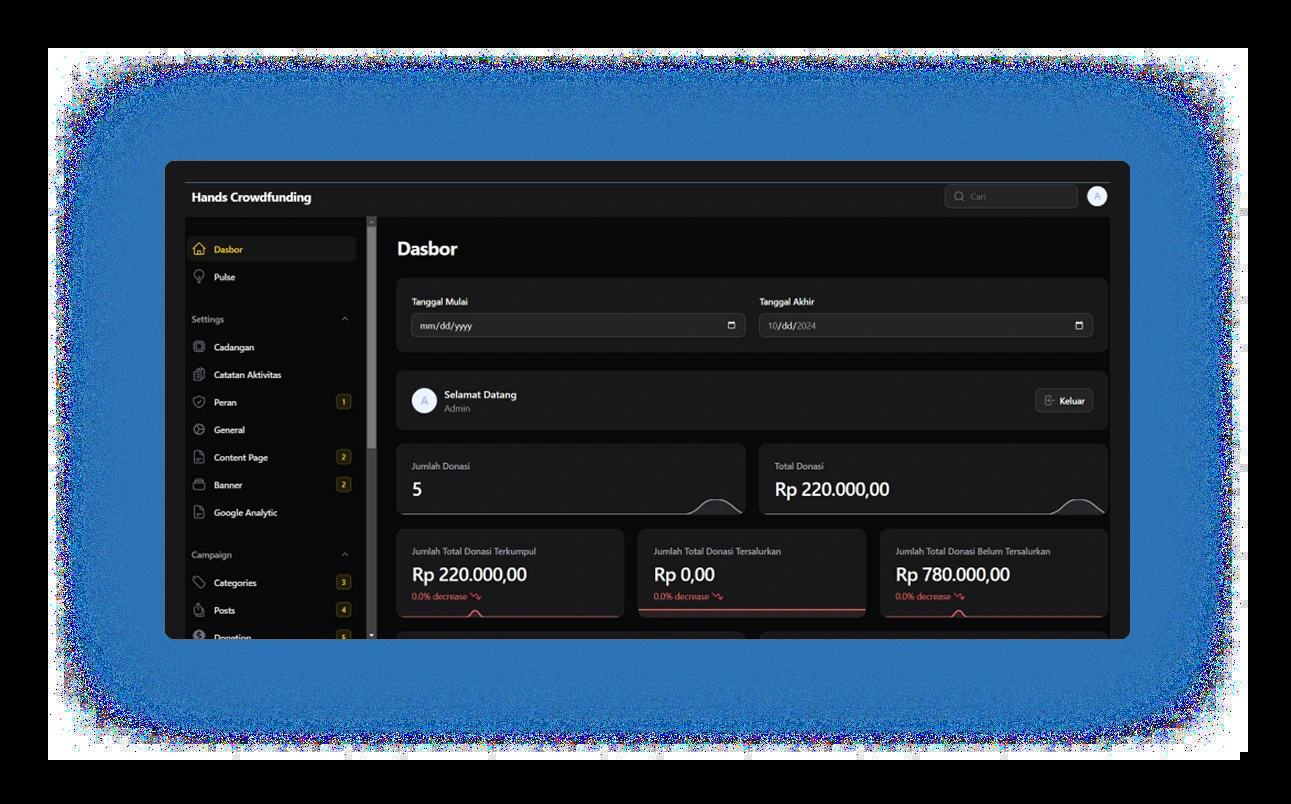 Hands Crowdfunding
Cari
A
Dasbor
Pulse
Settings
Cadangan
Catatan Aktivitas
Peran 1
General
Content Page 2
Banner 2
Google Analytic
Campaign
Categories 3
Posts 4
Donetion 5
Dasbor
Tanggal Mulai
mm/dd/yyyy
Tanggal Akhir
10/dd/2024
A
Selamat Datang
Admin
Keluar
Jumlah Donasi
5
Total Donasi
Rp 220.000,00
Jumlah Total Donasi Terkumpul
Rp 220.000,00
0.0% decrease
Jumlah Total Donasi Tersalurkan
Rp 0,00
0.0% decrease
Jumlah Total Donasi Belum Tersalurkan
Rp 780.000,00
0.0% decrease